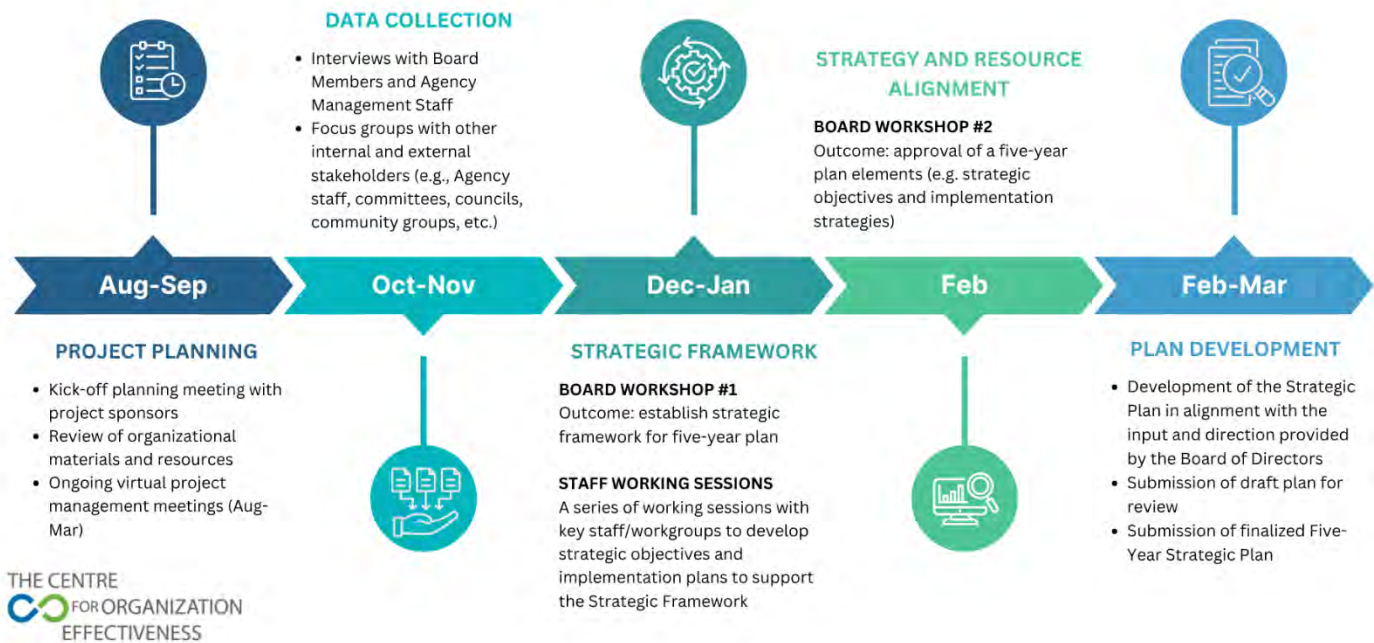 DATA COLLECTION
• Interviews with Board
Members and Agency
Management Staff
• Focus groups with other
internal and external
stakeholders (e.g., Agency
staff, committees, councils,
community groups, etc.)
STRATEGY AND RESOURCE
ALIGNMENT
BOARD WORKSHOP #2
Outcome: approval of a five-year
plan elements (e.g. strategic
objectives and implementation
strategies)
Aug-Sep
Oct-Nov
Dec-Jan
Feb
Feb-Mar
PROJECT PLANNING
• Kick-off planning meeting with
project sponsors
• Review of organizational
materials and resources
• Ongoing virtual project
management meetings (Aug-
Mar)
STRATEGIC FRAMEWORK
BOARD WORKSHOP #1
Outcome: establish strategic
framework for five-year plan
STAFF WORKING SESSIONS
A series of working sessions with
key staff/workgroups to develop
strategic objectives and
implementation plans to support
the Strategic Framework
PLAN DEVELOPMENT
• Development of the Strategic
Plan in alignment with the
input and direction provided
by the Board of Directors
• Submission of draft plan for
review
• Submission of finalized Five-
Year Strategic Plan
THE CENTRE
FOR ORGANIZATION
EFFECTIVENESS